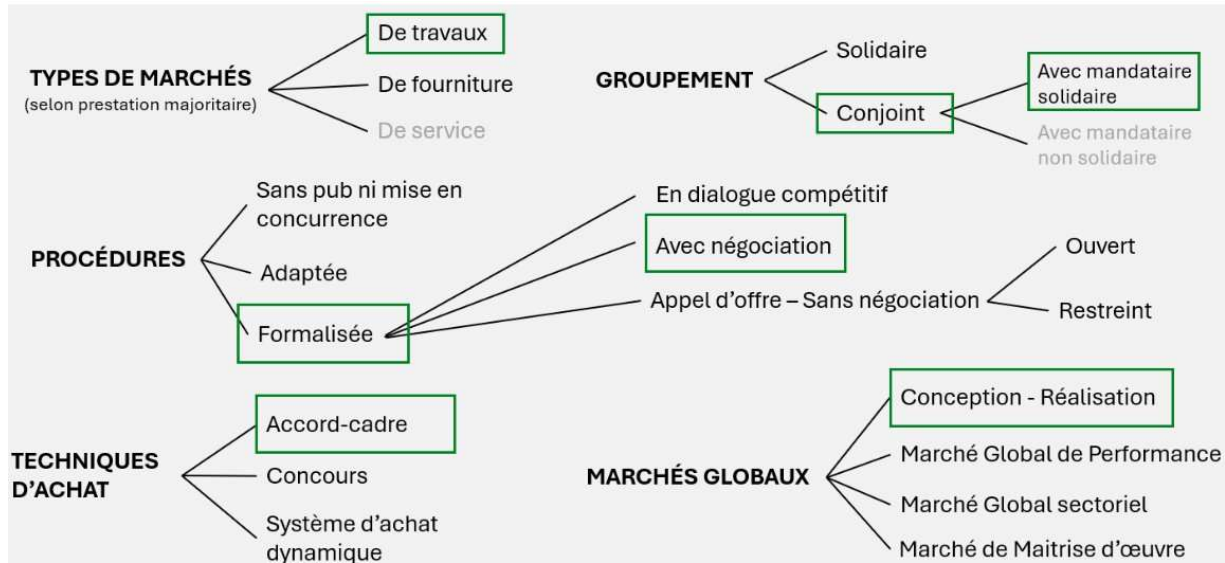 TYPES DE MARCHÉS
(selon prestation majoritaire)
De travaux
De fourniture
De service
GROUPEMENT
Solidaire
Conjoint
Avec mandataire
solidaire
Avec mandataire
non solidaire
PROCÉDURES
Sans pub ni mise en
concurrence
Adaptée
Formalisée
En dialogue compétitif
Avec négociation
Appel d'offre – Sans négociation
Ouvert
Restreint
TECHNIQUES
D'ACHAT
Accord-cadre
Concours
Système d'achat
dynamique
MARCHÉS GLOBAUX
Conception - Réalisation
Marché Global de Performance
Marché Global sectoriel
Marché de Maitrise d'œuvre